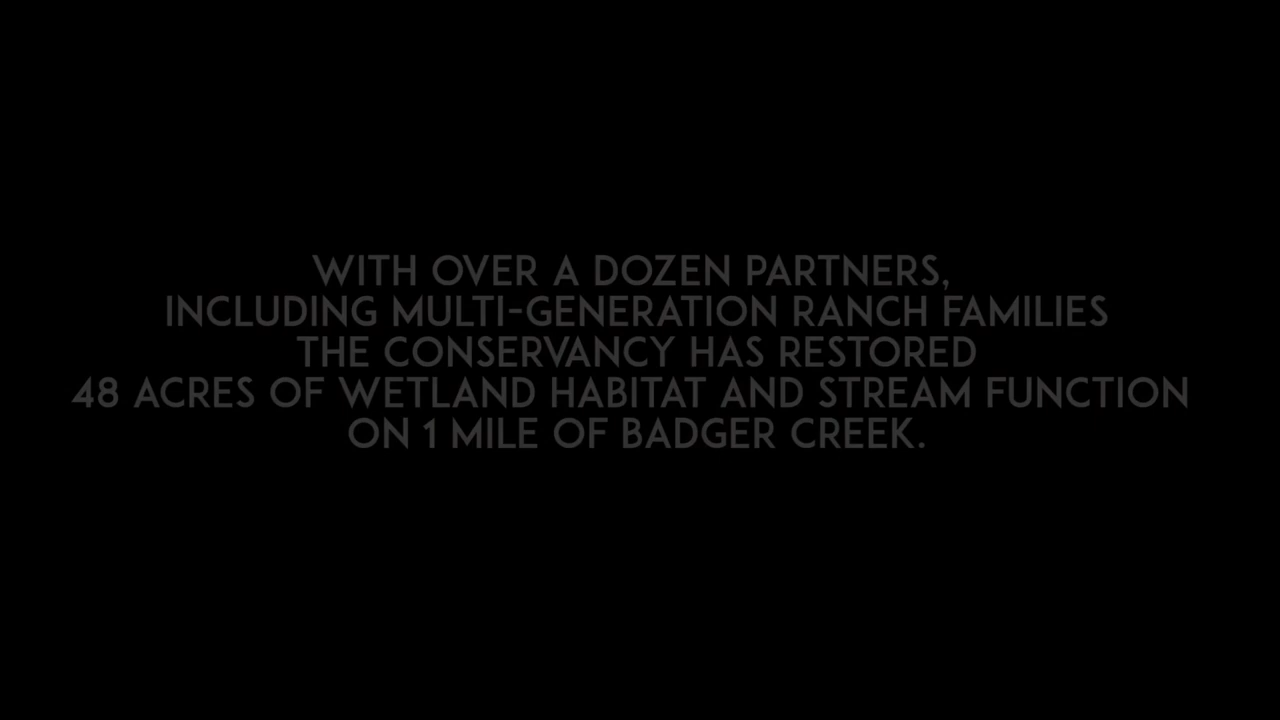 WITH OVER A DOZEN PARTNERS,
INCLUDING MULTI-GENERATION RANCH FAMILIES
THE CONSERVANCY HAS RESTORED
48 ACRES OF WETLAND HABITAT AND STREAM FUNCTION
ON 1 MILE OF BADGER CREEK.